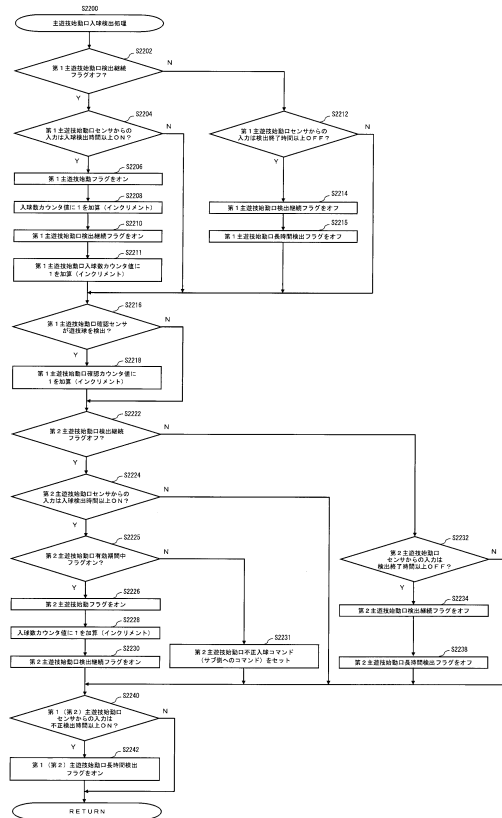 S2200
主遊技始動口入球検出処理
S2202
第1主遊技始動口検出継続
フラグオフ?
N
Y
S2204
第1主遊技始動口センサからの
入力は入球検出時間以上ON?
N
Y
S2212
第1主遊技始動口センサからの
入力は検出終了時間以上OFF?
N
Y
S2206
第1主遊技始動フラグをオン
S2208
入球数カウンタ値に1を加算(インクリメント)
S2210
第1主遊技始動口検出継続フラグをオン
S2211
第1主遊技始動口入球数カウンタ値に
1を加算(インクリメント)
S2214
第1主遊技始動口検出継続フラグをオフ
S2215
第1主遊技始動口長時間検出フラグをオフ
S2216
第1主遊技始動口確認センサ
が遊技球を検出?
N
Y
S2218
第1主遊技始動口確認カウンタ値に
1を加算(インクリメント)
S2222
第2主遊技始動口検出継続
フラグオフ?
N
Y
S2224
第2主遊技始動口センサからの
入力は入球検出時間以上ON?
N
Y
S2225
第2主遊技始動口有効期間中
フラグオン?
N
Y
S2226
第2主遊技始動フラグをオン
S2228
入球数カウンタ値に1を加算(インクリメント)
S2230
第2主遊技始動口検出継続フラグをオン
S2231
第2主遊技始動口不正入球コマンド
(サブ側へのコマンド)をセット
S2232
第2主遊技始動口
センサからの入力は
検出終了時間以上OFF?
N
Y
S2234
第2主遊技始動口検出継続フラグをオフ
S2238
第2主遊技始動口長時間検出フラグをオフ
S2240
第1(第2)主遊技始動口
センサからの入力は
不正検出時間以上ON?
N
Y
S2242
第1(第2)主遊技始動口長時間検出
フラグをオン
RETURN